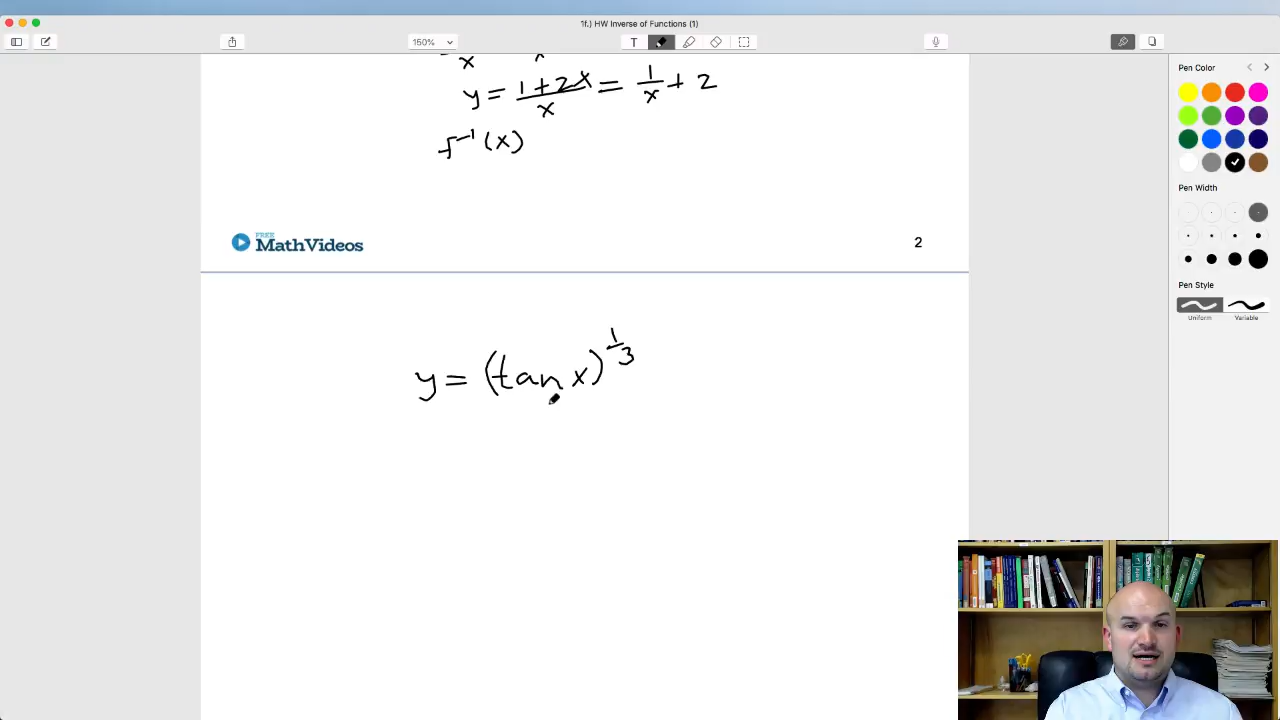 1f.) HW Inverse of Functions (1)
150%
T
Pen Color
Pen Width
Pen Style
Uniform Variable
x x
y = 1 + 2x / x = 1/x + 2
f⁻¹(x)
FREE
MathVideos
2
y = (tan x)^1/3